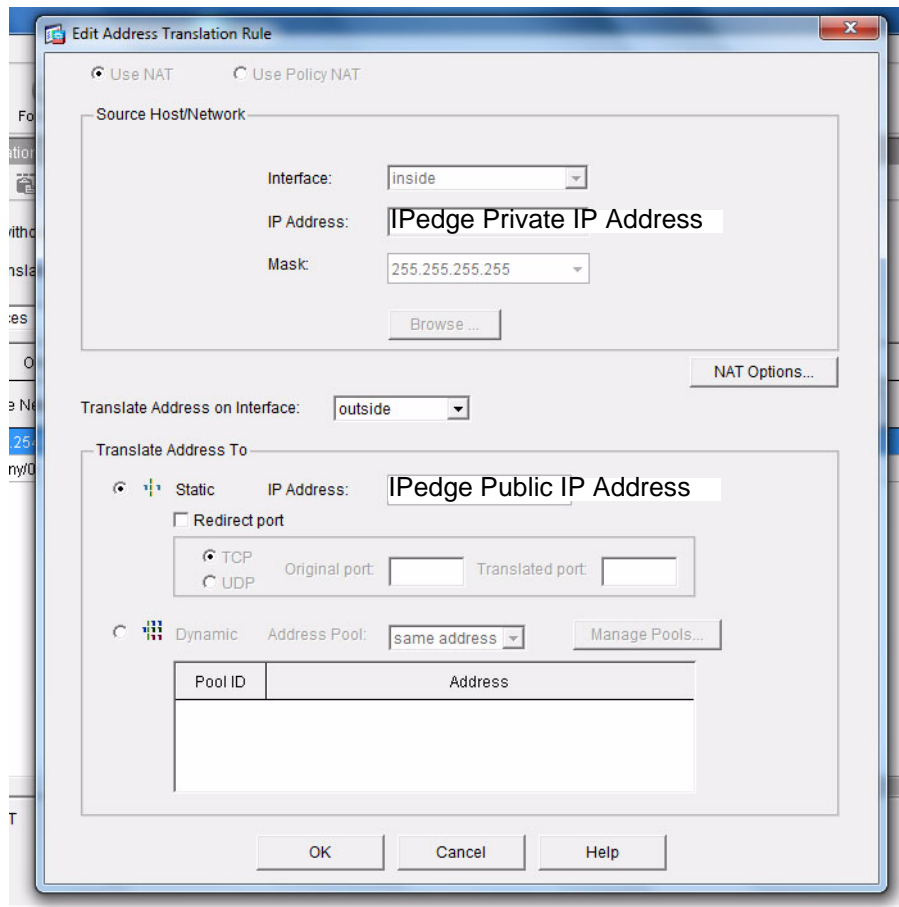 Edit Address Translation Rule
Use NAT Use Policy NAT
Fo
Source Host/Network
Interface: inside
IP Address: IPedge Private IP Address
Mask: 255.255.255.255
Browse ...
NAT Options...
Translate Address on Interface: outside
Translate Address To
Static IP Address: IPedge Public IP Address
Redirect port
TCP
UDP
Original port: Translated port:
Dynamic Address Pool: same address Manage Pools...
Pool ID Address
T
OK Cancel Help